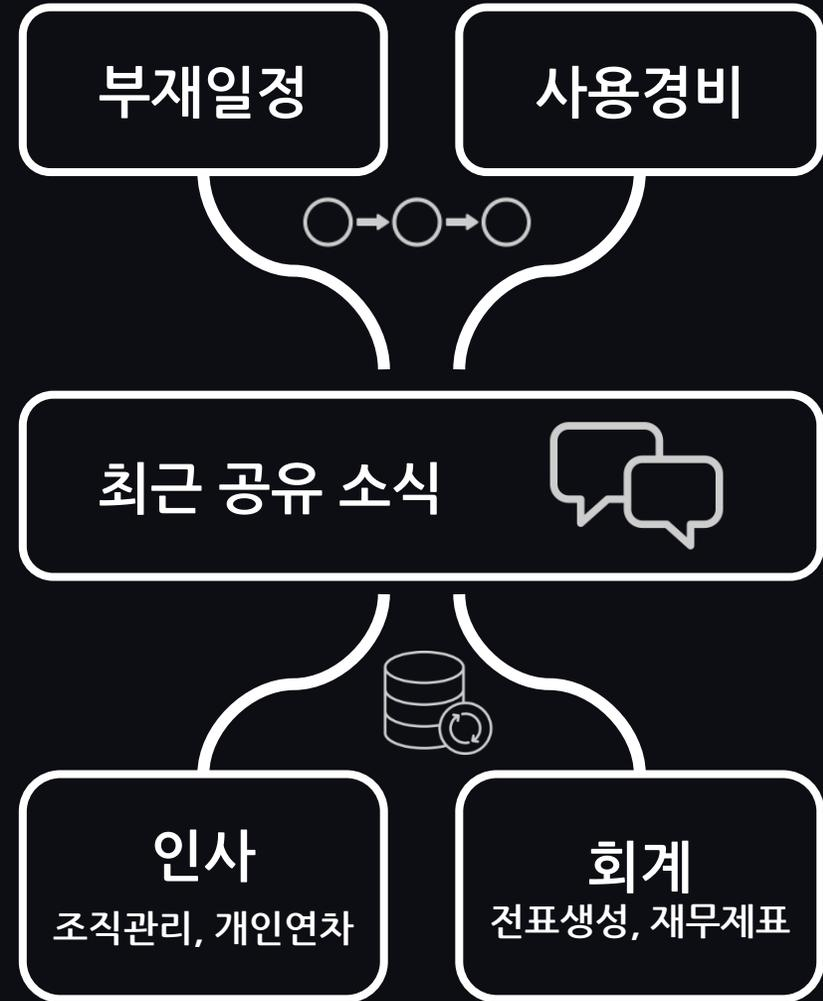 부재일정
사용경비
최근 공유 소식
인사
조직관리, 개인연차
회계
전표생성, 재무제표